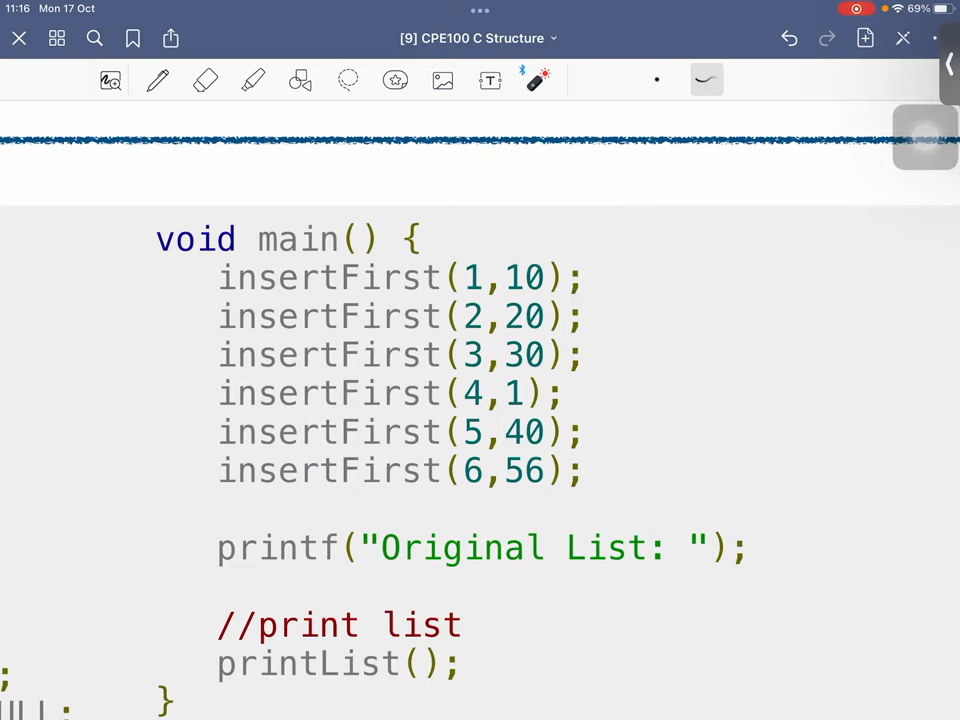 11:16 Mon 17 Oct
69%
[9] CPE100 C Structure
T
void main() {
insertFirst(1,10);
insertFirst(2,20);
insertFirst(3,30);
insertFirst(4,1);
insertFirst(5,40);
insertFirst(6,56);
printf("Original List: ");
//print list
printList();
;
}